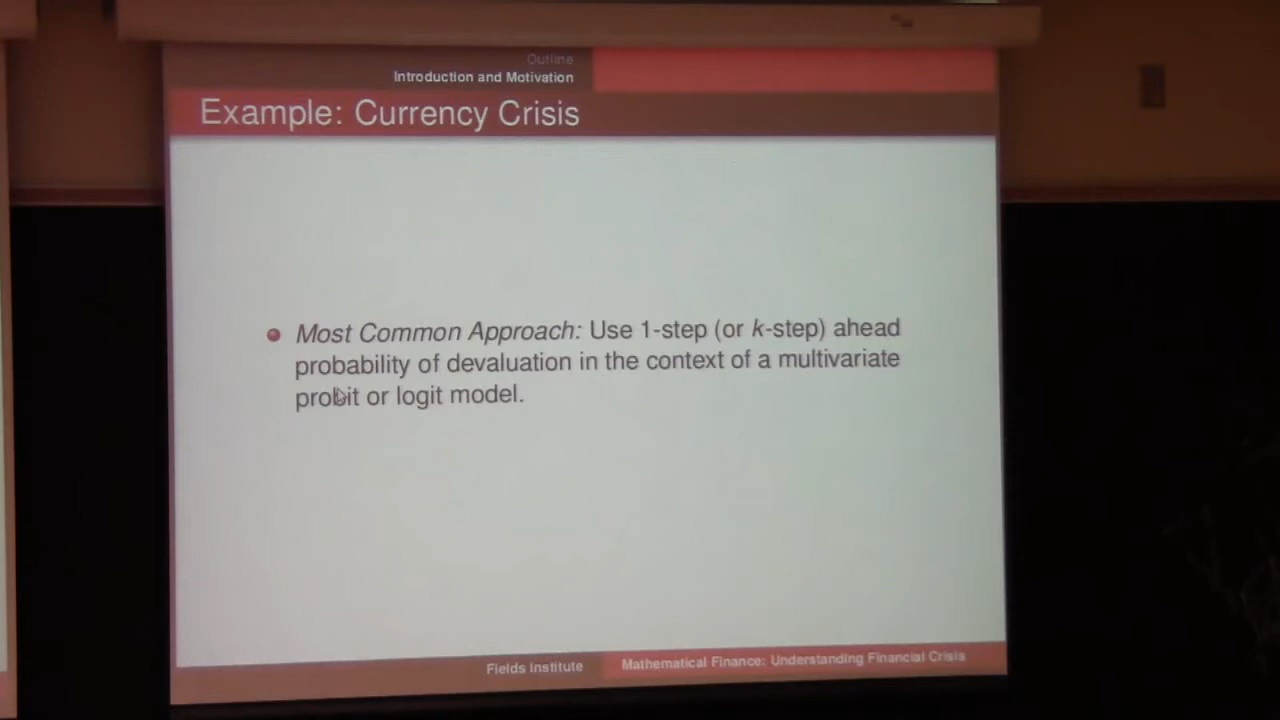 Outline
Introduction and Motivation
Example: Currency Crisis
Most Common Approach: Use 1-step (or k-step) ahead
probability of devaluation in the context of a multivariate
probit or logit model.
Fields Institute
Mathematical Finance: Understanding Financial Crisis